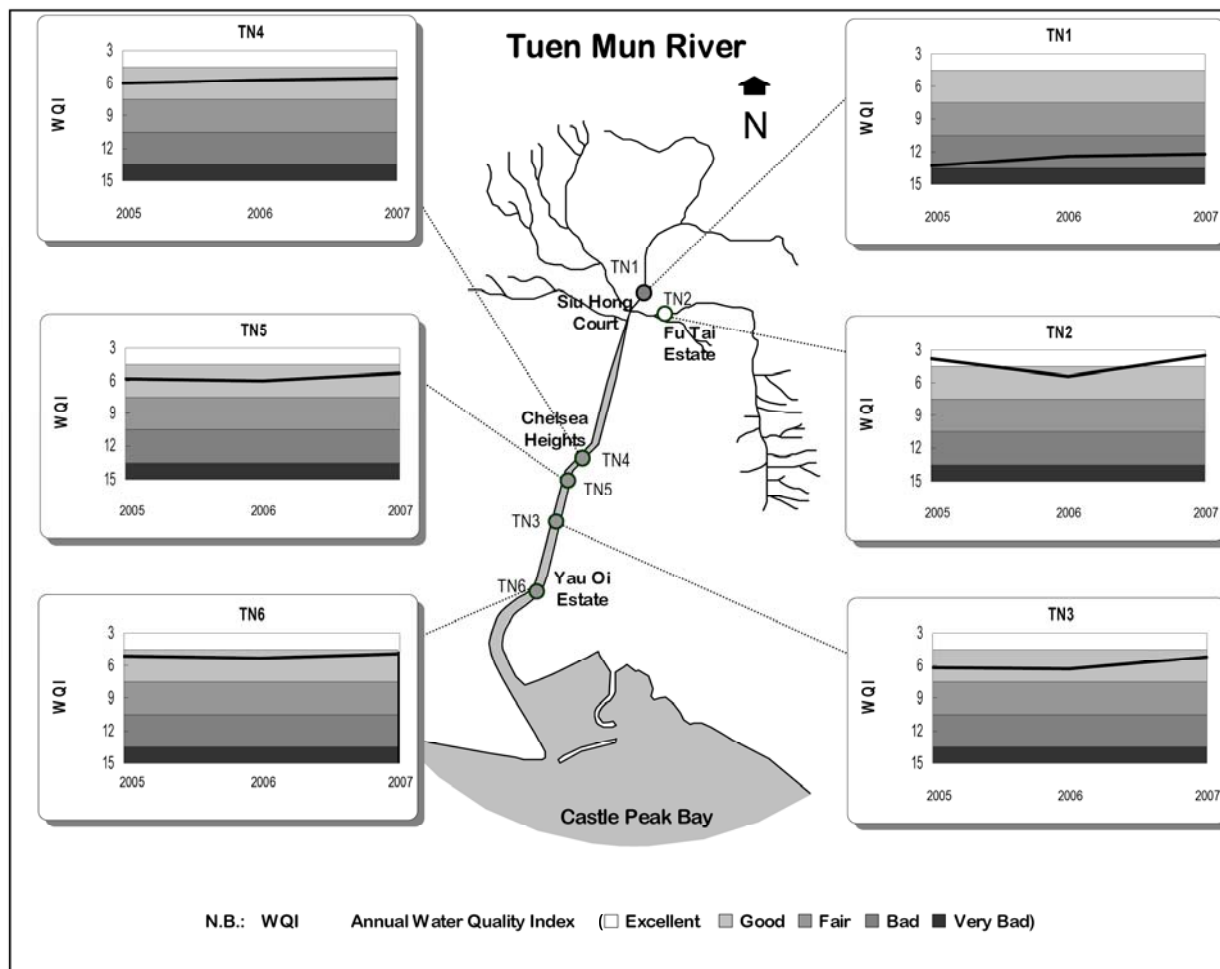 Tuen Mun River
N
TN4
WQI
3
6
9
12
15
2005 2006 2007
TN1
WQI
3
6
9
12
15
2005 2006 2007
TN5
WQI
3
6
9
12
15
2005 2006 2007
TN2
WQI
3
6
9
12
15
2005 2006 2007
TN6
WQI
3
6
9
12
15
2005 2006 2007
TN3
WQI
3
6
9
12
15
2005 2006 2007
TN1
TN2
Siu Hong
Court
Fu Tai
Estate
Chelsea
Heights
TN4
TN5
TN3
TN6
Yau Oi
Estate
Castle Peak Bay
N.B.: WQI Annual Water Quality Index ( Excellent Good Fair Bad Very Bad)